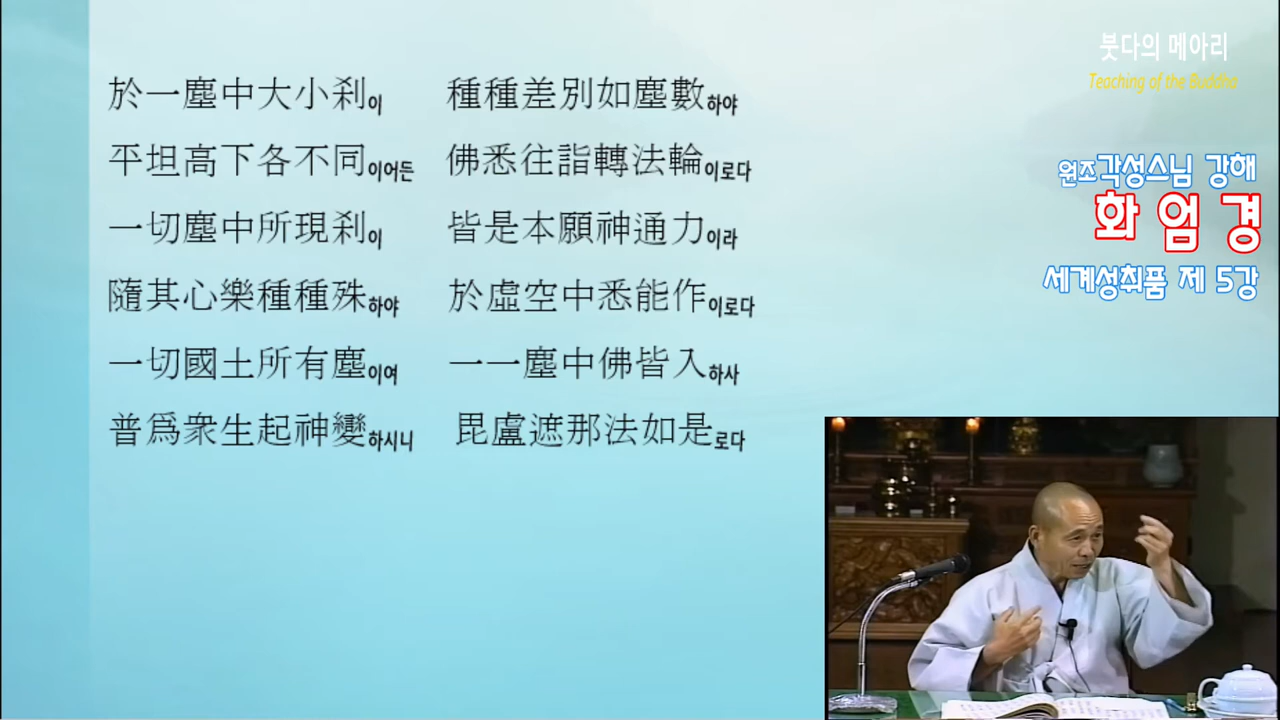 於一塵中大小刹이 種種差別如塵數하야
平坦高下各不同이어든 佛悉往詣轉法輪이로다
一切塵中所現刹이 皆是本願神通力이라
隨其心樂種種殊하야 於虛空中悉能作이로다
一切國土所有塵이여 一一塵中佛皆入하사
普爲衆生起神變하시니 毘盧遮那法如是로다
붓다의 메아리
Teaching of the Buddha
원조각성스님 강해
화엄경
세계성취품 제 5강